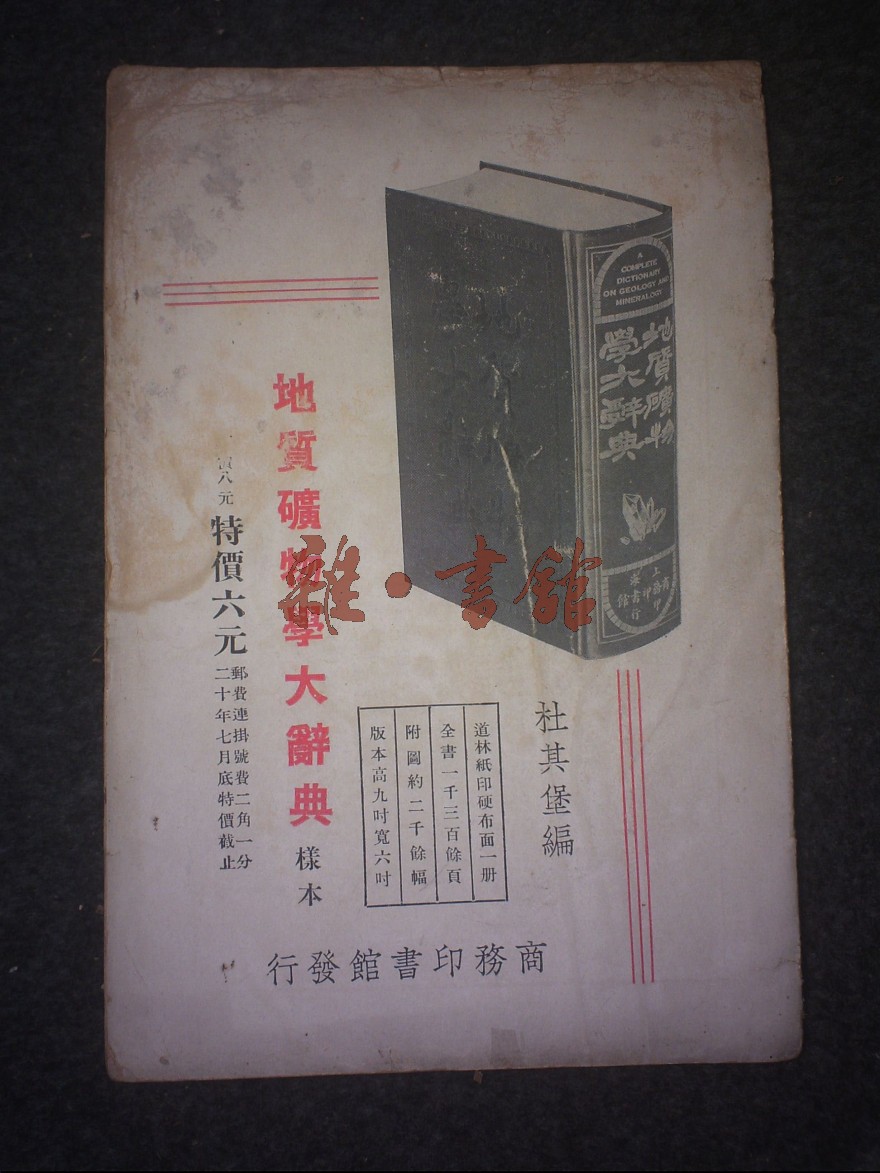 A
COMPLETE
DICTIONARY
ON GEOLOGY AND
MINERALOGY
地質礦物
學大辭典
上海
商務印書館
印行
杜其堡編
道林紙印硬布面一册
全書一千三百餘頁
附圖約二千餘幅
版本高九吋寬六吋
地質礦物學大辭典 樣本
價八元 特價六元
郵費連掛號費二角一分
二十年七月底特價截止
商務印書館發行
雜·書館